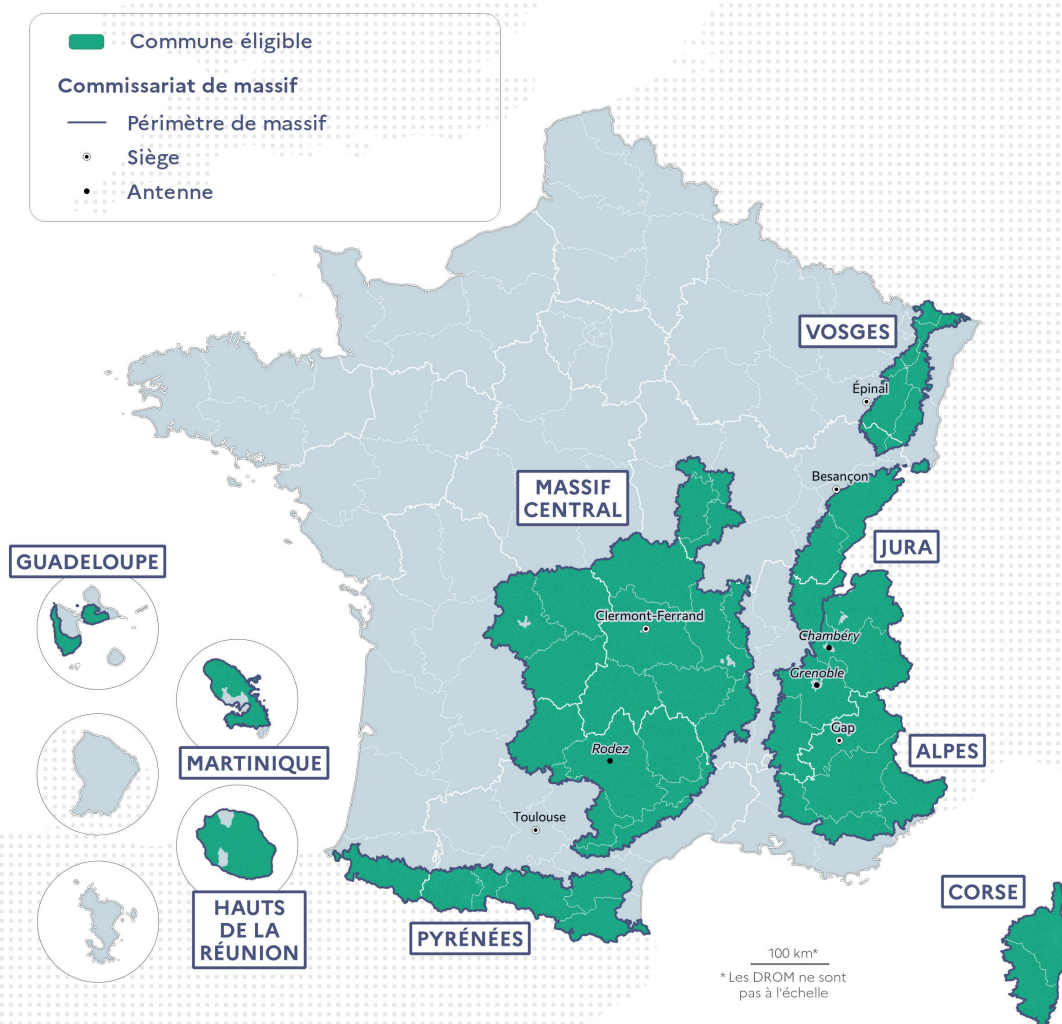 Commune éligible
Commissariat de massif
Périmètre de massif
Siège
Antenne
VOSGES
Épinal
Besançon
MASSIF
CENTRAL
JURA
GUADELOUPE
Clermont-Ferrand
Chambéry
Grenoble
Gap
ALPES
MARTINIQUE
Rodez
Toulouse
HAUTS
DE LA
RÉUNION
PYRÉNÉES
CORSE
100 km*
* Les DROM ne sont
pas à l'échelle